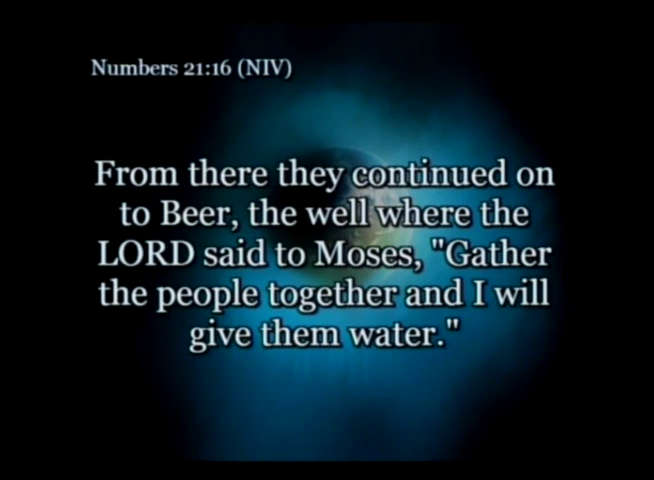 Numbers 21:16 (NIV)
From there they continued on
to Beer, the well where the
LORD said to Moses, "Gather
the people together and I will
give them water."